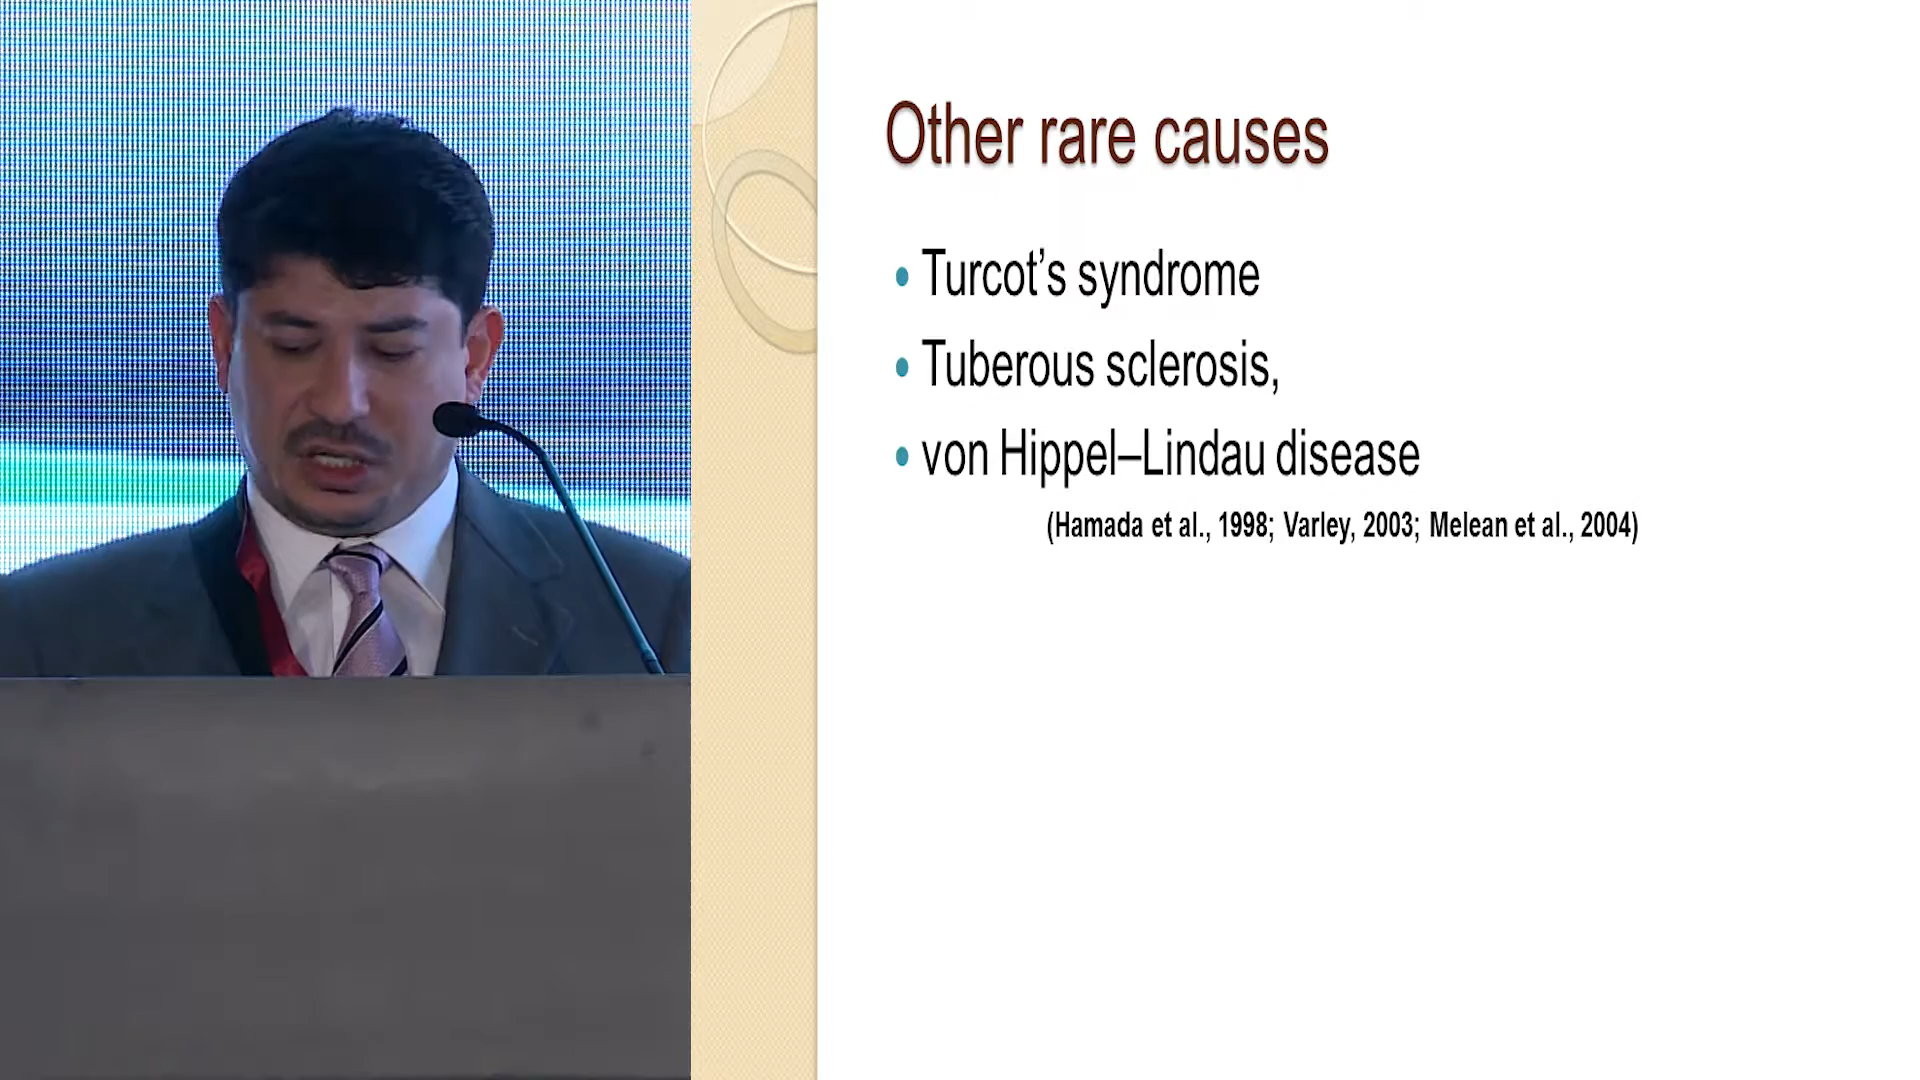 Other rare causes
• Turcot’s syndrome
• Tuberous sclerosis,
• von Hippel–Lindau disease
(Hamada et al., 1998; Varley, 2003; Melean et al., 2004)